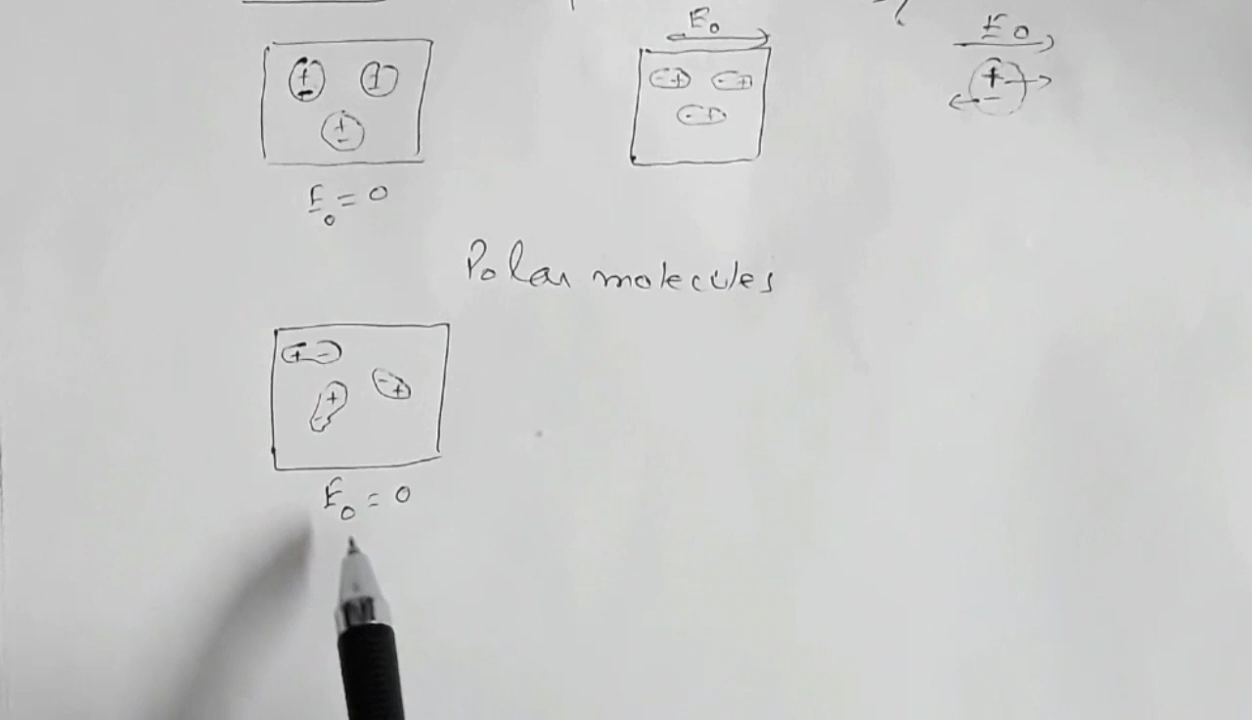 E₀
E₀
± ± ±
- + - + - +
+
-
E₀ = 0
Polar molecules
+ -
- +
+
-
E₀ = 0